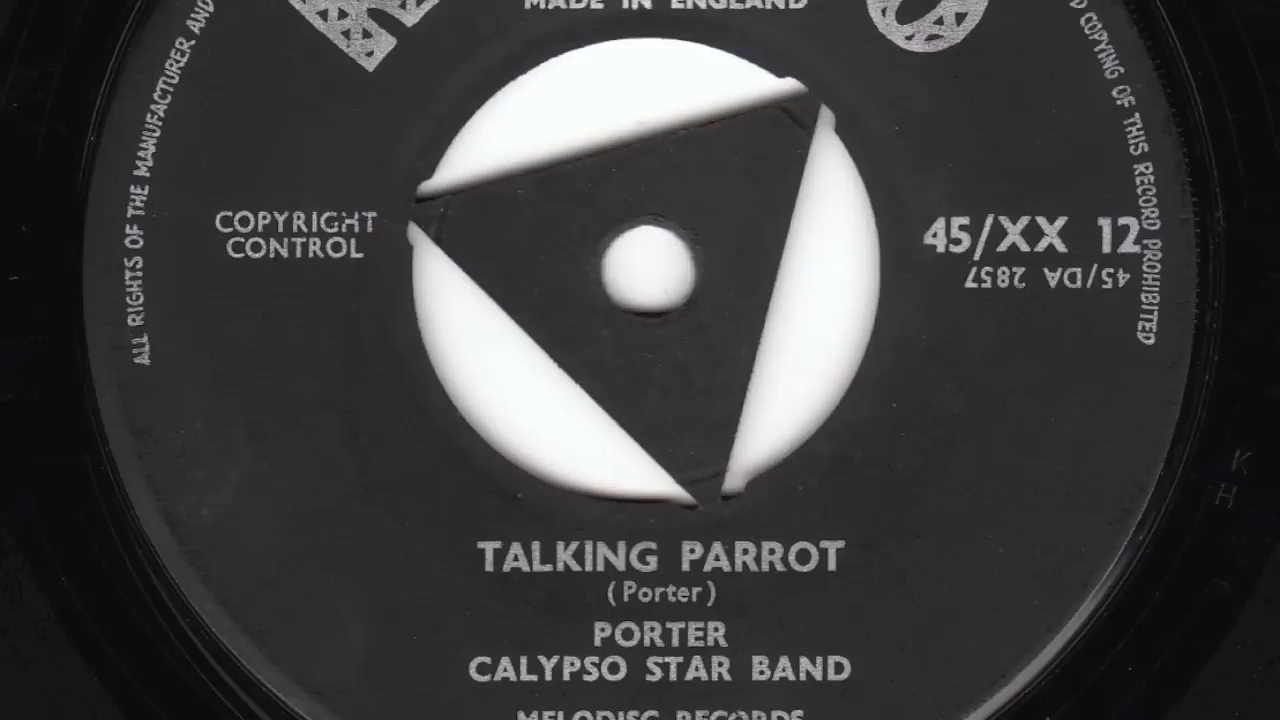 MADE IN ENGLAND
ALL RIGHTS OF THE MANUFACTURER AND
D COPYING OF THIS RECORD PROHIBITED
COPYRIGHT
CONTROL
45/XX 12
45/DA 2857
TALKING PARROT
(Porter)
PORTER
CALYPSO STAR BAND
MELODISC RECORDS
K
H